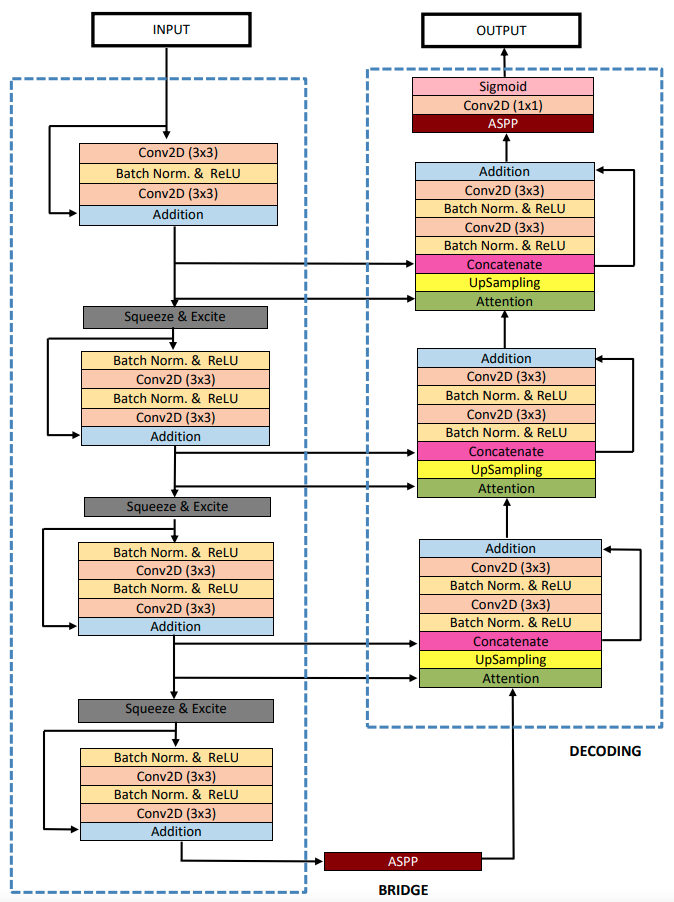 INPUT
Conv2D (3x3)
Batch Norm. & ReLU
Conv2D (3x3)
Addition
Squeeze & Excite
Batch Norm. & ReLU
Conv2D (3x3)
Batch Norm. & ReLU
Conv2D (3x3)
Addition
Squeeze & Excite
Batch Norm. & ReLU
Conv2D (3x3)
Batch Norm. & ReLU
Conv2D (3x3)
Addition
Squeeze & Excite
Batch Norm. & ReLU
Conv2D (3x3)
Batch Norm. & ReLU
Conv2D (3x3)
Addition
ASPP
BRIDGE
OUTPUT
Sigmoid
Conv2D (1x1)
ASPP
Addition
Conv2D (3x3)
Batch Norm. & ReLU
Conv2D (3x3)
Batch Norm. & ReLU
Concatenate
UpSampling
Attention
Addition
Conv2D (3x3)
Batch Norm. & ReLU
Conv2D (3x3)
Batch Norm. & ReLU
Concatenate
UpSampling
Attention
Addition
Conv2D (3x3)
Batch Norm. & ReLU
Conv2D (3x3)
Batch Norm. & ReLU
Concatenate
UpSampling
Attention
DECODING